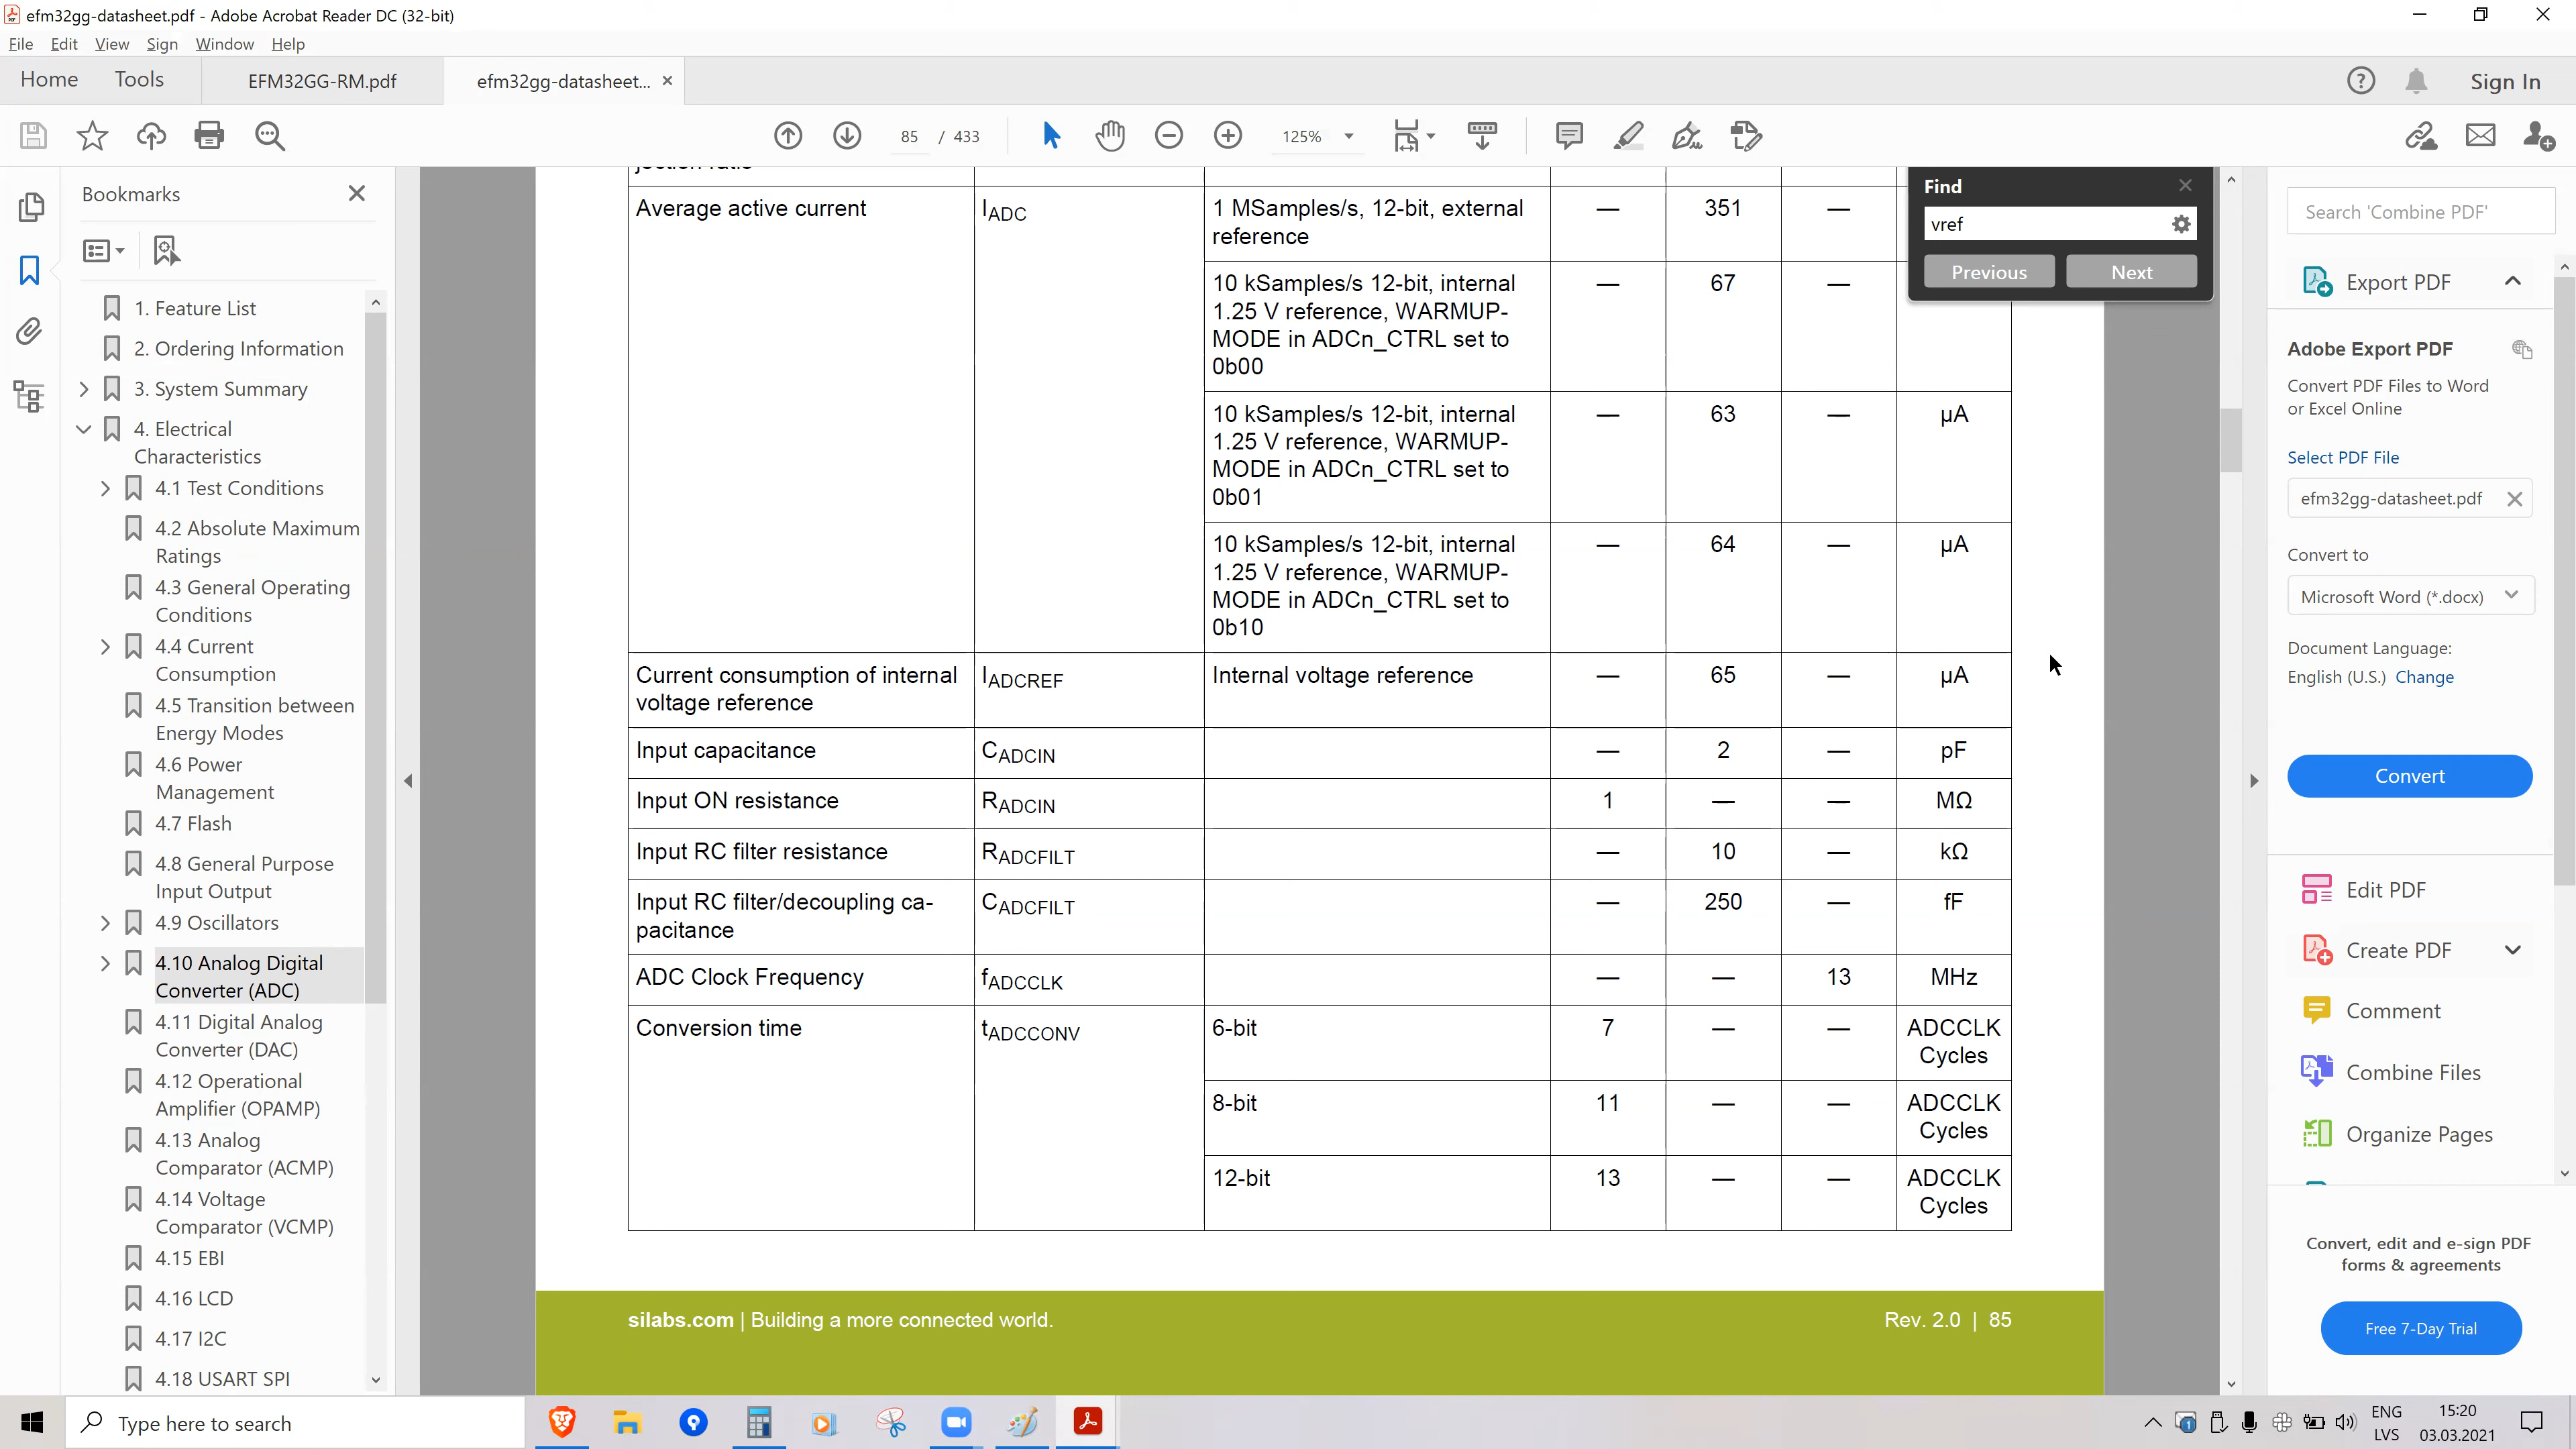 efm32gg-datasheet.pdf - Adobe Acrobat Reader DC (32-bit)
File Edit View Sign Window Help
Home Tools EFM32GG-RM.pdf efm32gg-datasheet... Sign In
85 / 433 125%
Bookmarks
1. Feature List
2. Ordering Information
3. System Summary
4. Electrical
Characteristics
4.1 Test Conditions
4.2 Absolute Maximum
Ratings
4.3 General Operating
Conditions
4.4 Current
Consumption
4.5 Transition between
Energy Modes
4.6 Power
Management
4.7 Flash
4.8 General Purpose
Input Output
4.9 Oscillators
4.10 Analog Digital
Converter (ADC)
4.11 Digital Analog
Converter (DAC)
4.12 Operational
Amplifier (OPAMP)
4.13 Analog
Comparator (ACMP)
4.14 Voltage
Comparator (VCMP)
4.15 EBI
4.16 LCD
4.17 I2C
4.18 USART SPI
Average active current IADC 1 MSamples/s, 12-bit, external — 351 —
reference
10 kSamples/s 12-bit, internal — 67 —
1.25 V reference, WARMUP-
MODE in ADCn_CTRL set to
0b00
10 kSamples/s 12-bit, internal — 63 — µA
1.25 V reference, WARMUP-
MODE in ADCn_CTRL set to
0b01
10 kSamples/s 12-bit, internal — 64 — µA
1.25 V reference, WARMUP-
MODE in ADCn_CTRL set to
0b10
Current consumption of internal IADCREF Internal voltage reference — 65 — µA
voltage reference
Input capacitance CADCIN — 2 — pF
Input ON resistance RADCIN 1 — — MΩ
Input RC filter resistance RADCFILT — 10 — kΩ
Input RC filter/decoupling ca- CADCFILT — 250 — fF
pacitance
ADC Clock Frequency fADCCLK — — 13 MHz
Conversion time tADCCONV 6-bit 7 — — ADCCLK
Cycles
8-bit 11 — — ADCCLK
Cycles
12-bit 13 — — ADCCLK
Cycles
silabs.com | Building a more connected world. Rev. 2.0 | 85
Find
vref
Previous Next
Search 'Combine PDF'
Export PDF
Adobe Export PDF
Convert PDF Files to Word
or Excel Online
Select PDF File
efm32gg-datasheet.pdf
Convert to
Microsoft Word (*.docx)
Document Language:
English (U.S.) Change
Convert
Edit PDF
Create PDF
Comment
Combine Files
Organize Pages
Convert, edit and e-sign PDF
forms & agreements
Free 7-Day Trial
Type here to search
ENG
LVS
15:20
03.03.2021